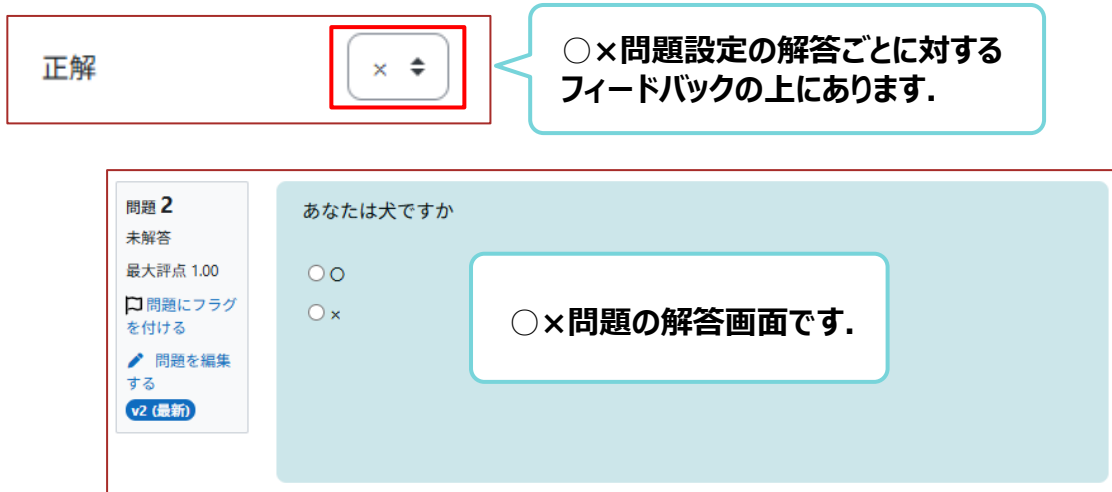 正解
×
○×問題設定の解答ごとに対する
フィードバックの上にあります.
問題 2
未解答
最大評点 1.00
問題にフラグ
を付ける
問題を編集
する
v2 (最新)
あなたは犬ですか
○
×
○×問題の解答画面です.